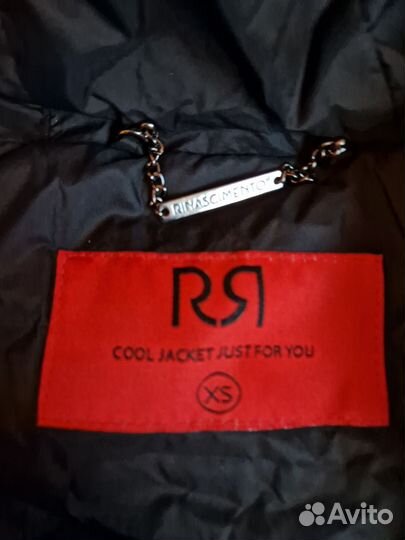 RINASCIMENTO
RR
COOL JACKET JUST FOR YOU
XS
Avito